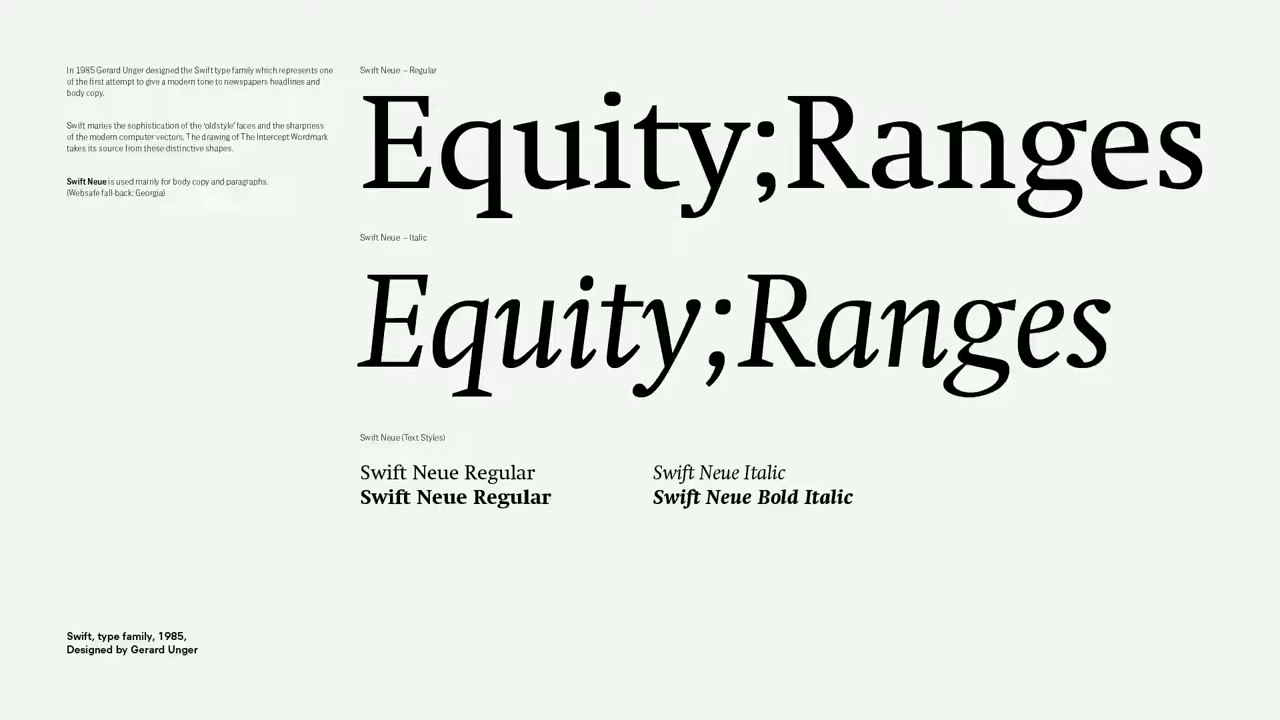 In 1985 Gerard Unger designed the Swift type family which represents one
of the first attempt to give a modern tone to newspapers headlines and
body copy.
Swift maries the sophistication of the ‘oldstyle’ faces and the sharpness
of the modern computer vectors. The drawing of The Intercept Wordmark
takes its source from these distinctive shapes.
Swift Neue is used mainly for body copy and paragraphs.
(Websafe fall-back: Georgia)
Swift Neue – Regular
Equity;Ranges
Swift Neue – Italic
Equity;Ranges
Swift Neue (Text Styles)
Swift Neue Regular
Swift Neue Regular
Swift Neue Italic
Swift Neue Bold Italic
Swift, type family, 1985,
Designed by Gerard Unger